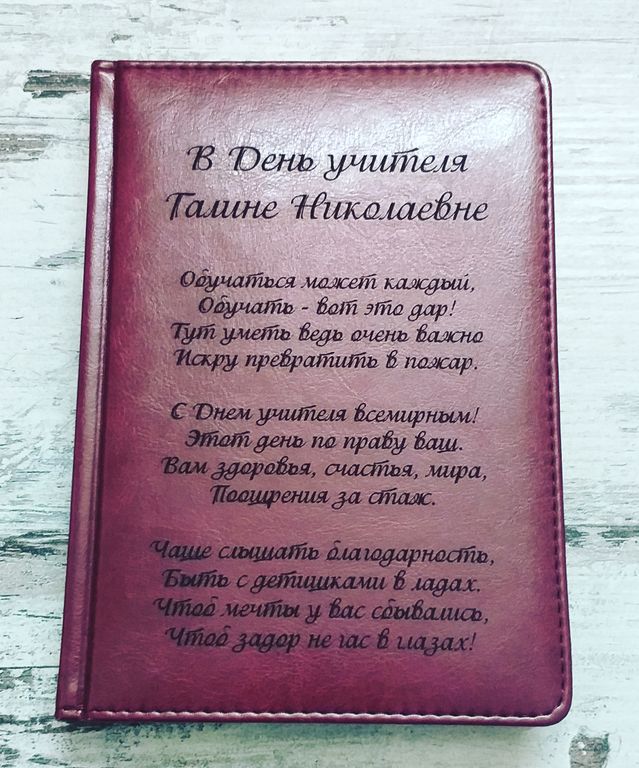 В День учителя
Галине Николаевне
Обучаться может каждый,
Обучать - вот это дар!
Тут уметь ведь очень важно
Искру превратить в пожар.
С Днем учителя всемирным!
Этот день по праву ваш.
Вам здоровья, счастья, мира,
Поощрения за стаж.
Чаще слышать благодарность,
Быть с детишками в ладах.
Чтоб мечты у вас сбывались,
Чтоб задор не гас в глазах!